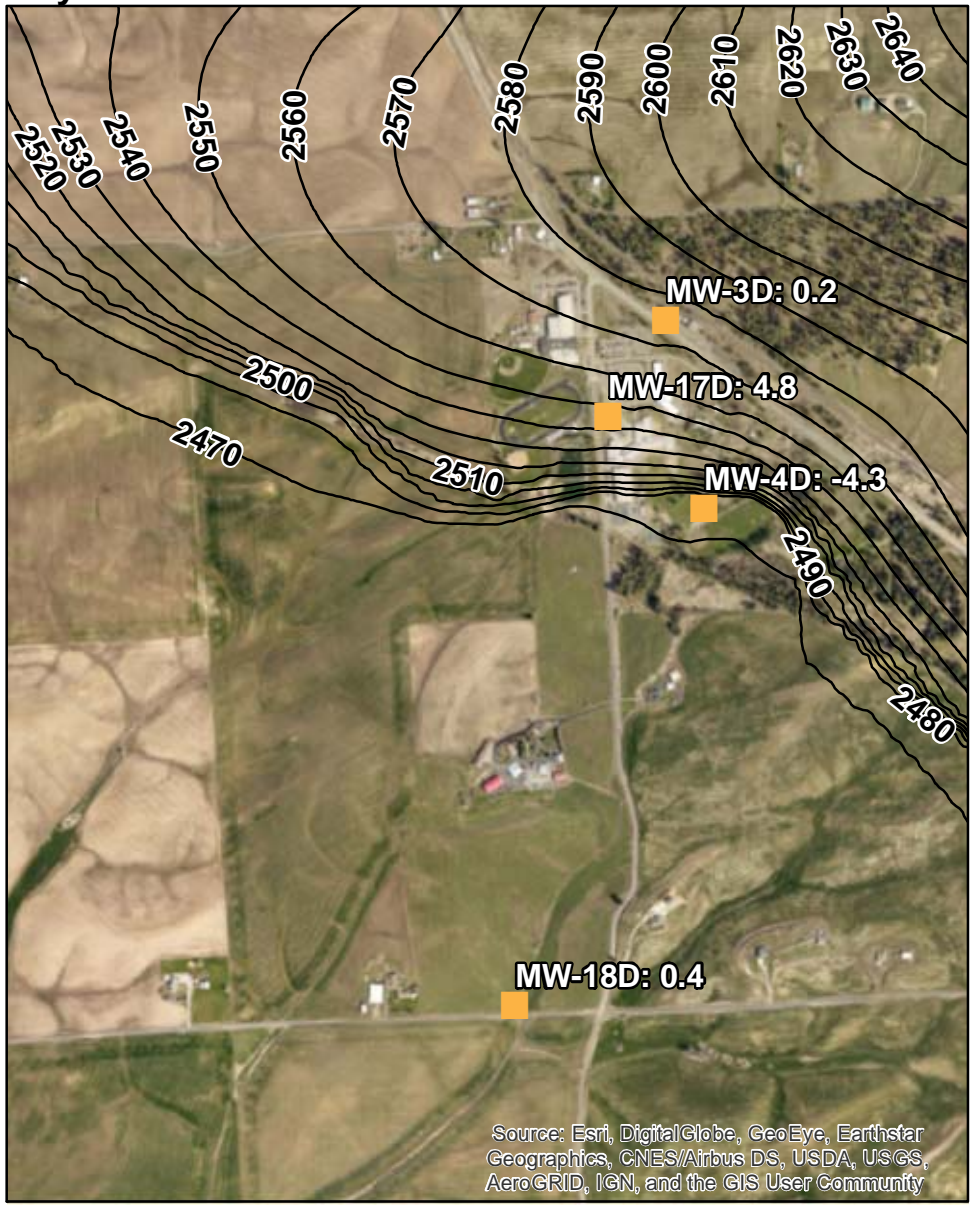 2640
2630
2620
2610
2600
2590
2580
2570
2560
2550
2540
2530
2520
MW-3D: 0.2
MW-17D: 4.8
2500
2470
2510
MW-4D: -4.3
2490
2480
MW-18D: 0.4
Source: Esri, DigitalGlobe, GeoEye, Earthstar
Geographics, CNES/Airbus DS, USDA, USGS,
AeroGRID, IGN, and the GIS User Community